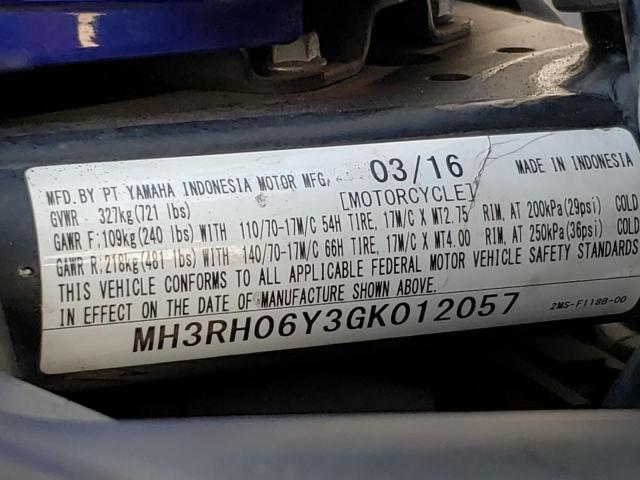 MFD. BY PT YAMAHA INDONESIA MOTOR MFG. 03/16 MADE IN INDONESIA
GVWR - 327kg(721 lbs) [MOTORCYCLE]
GAWR F:109kg(240 lbs) WITH 110/70-17M/C 54H TIRE, 17M/C X MT2.75 RIM, AT 200kPa(29psi) COLD
GAWR R:218kg(481 lbs) WITH 140/70-17M/C 66H TIRE, 17M/C X MT4.00 RIM, AT 250kPa(36psi) COLD
THIS VEHICLE CONFORMS TO ALL APPLICABLE FEDERAL MOTOR VEHICLE SAFETY STANDARDS
IN EFFECT ON THE DATE OF MANUFACTURE SHOWN ABOVE.
MH3RH06Y3GK012057 2MS-F118B-00